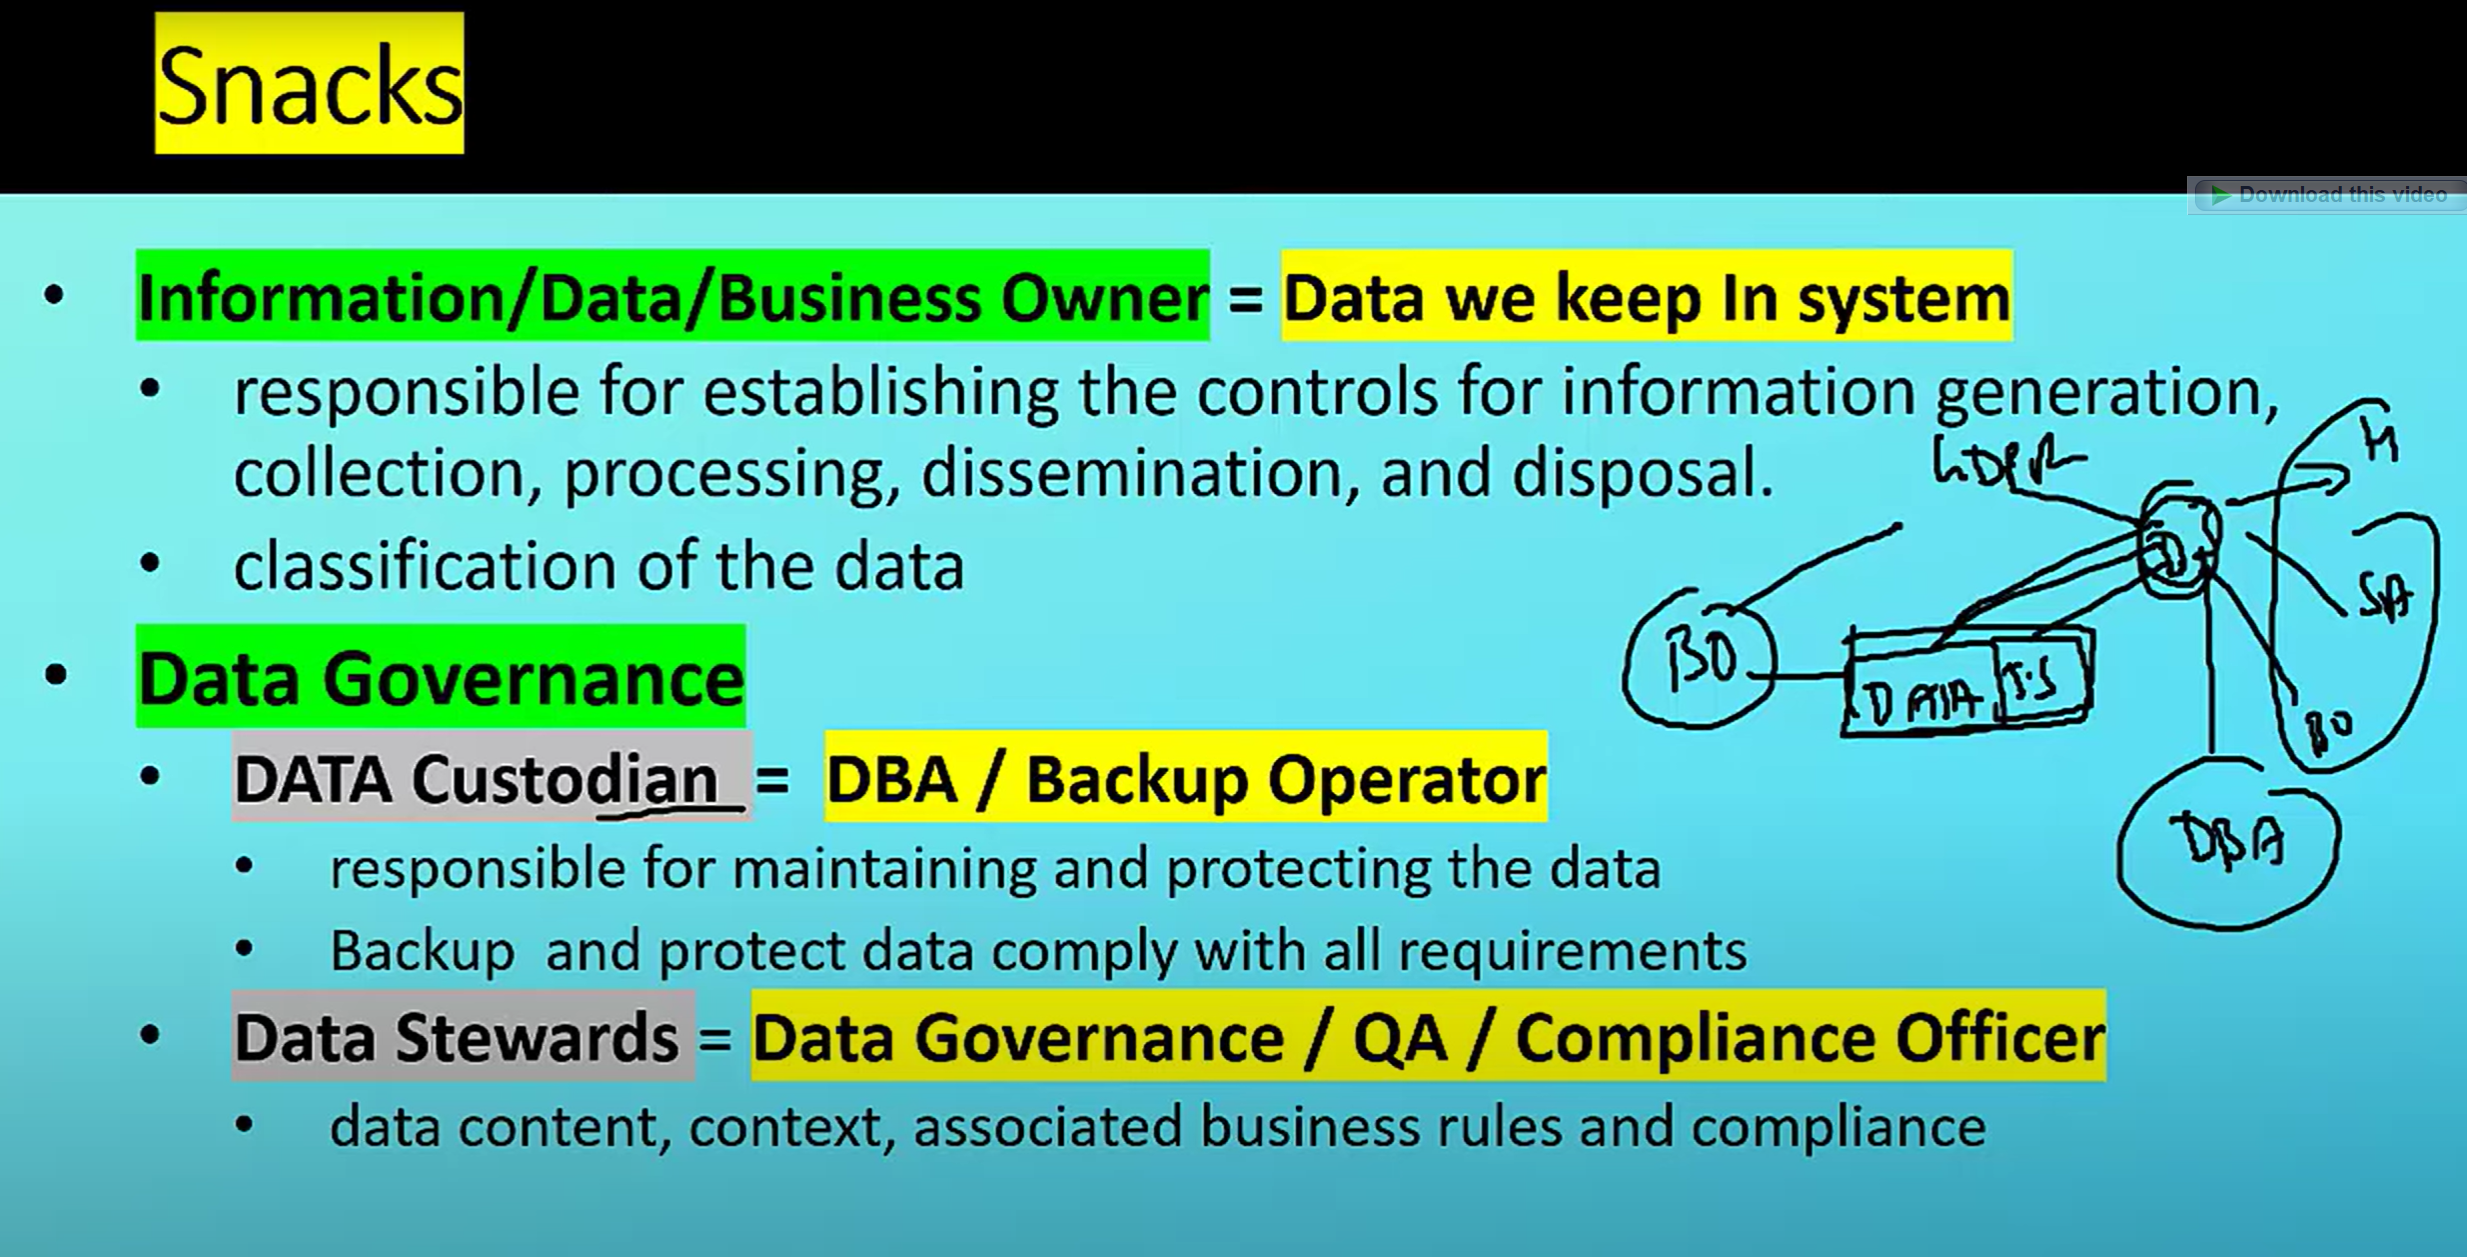 Snacks
Download this video
• Information/Data/Business Owner = Data we keep In system
• responsible for establishing the controls for information generation,
collection, processing, dissemination, and disposal.
• classification of the data
• Data Governance
• DATA Custodian = DBA / Backup Operator
• responsible for maintaining and protecting the data
• Backup and protect data comply with all requirements
• Data Stewards = Data Governance / QA / Compliance Officer
• data content, context, associated business rules and compliance
M
D
SA
BO
DATA
BO
DBA